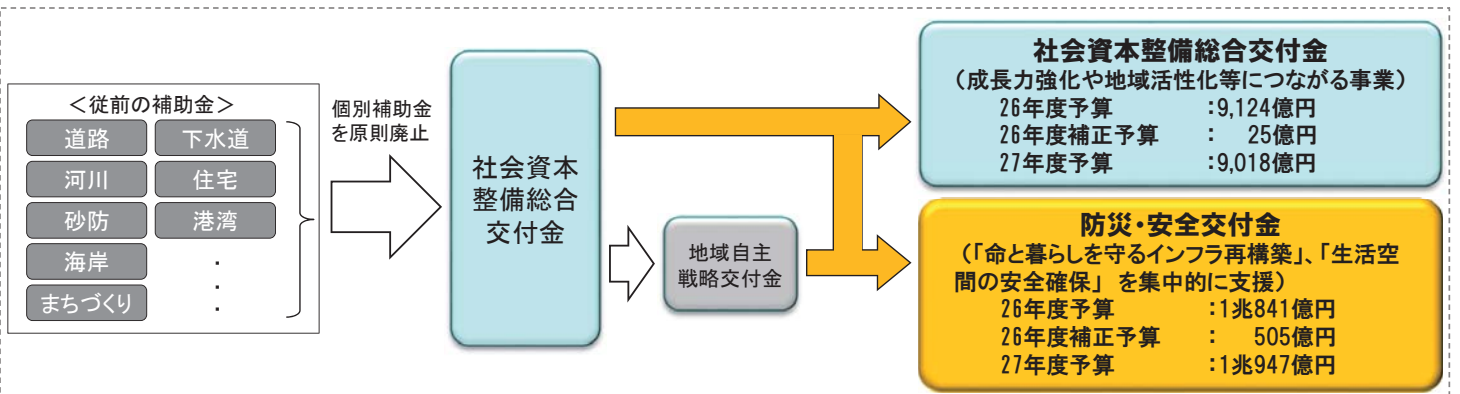 ＜従前の補助金＞
道路
下水道
河川
住宅
砂防
港湾
海岸
まちづくり
・
・
・
個別補助金
を原則廃止
社会資本
整備総合
交付金
地域自主
戦略交付金
社会資本整備総合交付金
（成長力強化や地域活性化等につながる事業）
26年度予算　：9,124億円
26年度補正予算　：　25億円
27年度予算　：9,018億円
防災・安全交付金
（「命と暮らしを守るインフラ再構築」、「生活空
間の安全確保」 を集中的に支援）
26年度予算　：1兆841億円
26年度補正予算　：　505億円
27年度予算　：1兆947億円